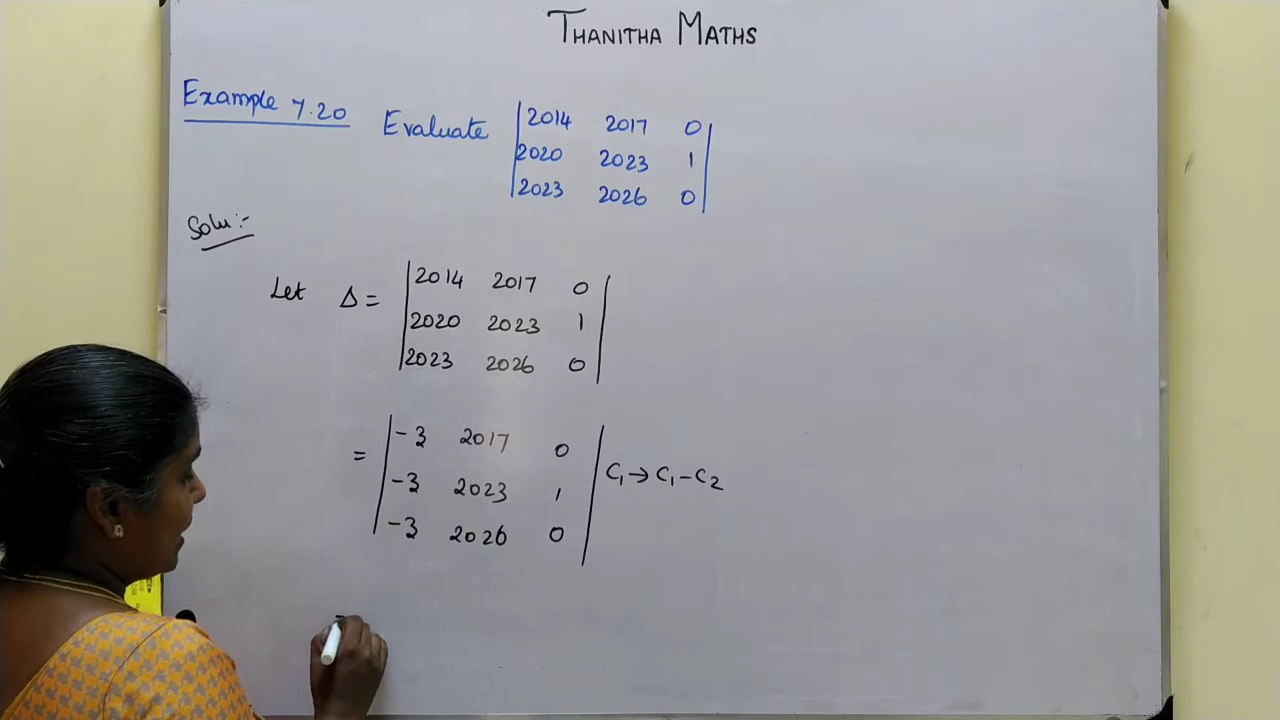 THANITHA MATHS
Example 7.20 Evaluate | 2014 2017 0 |
| 2020 2023 1 |
| 2023 2026 0 |
Solu:-
Let Δ = | 2014 2017 0 |
| 2020 2023 1 |
| 2023 2026 0 |
= | -3 2017 0 |
| -3 2023 1 | C₁→C₁-C₂
| -3 2026 0 |